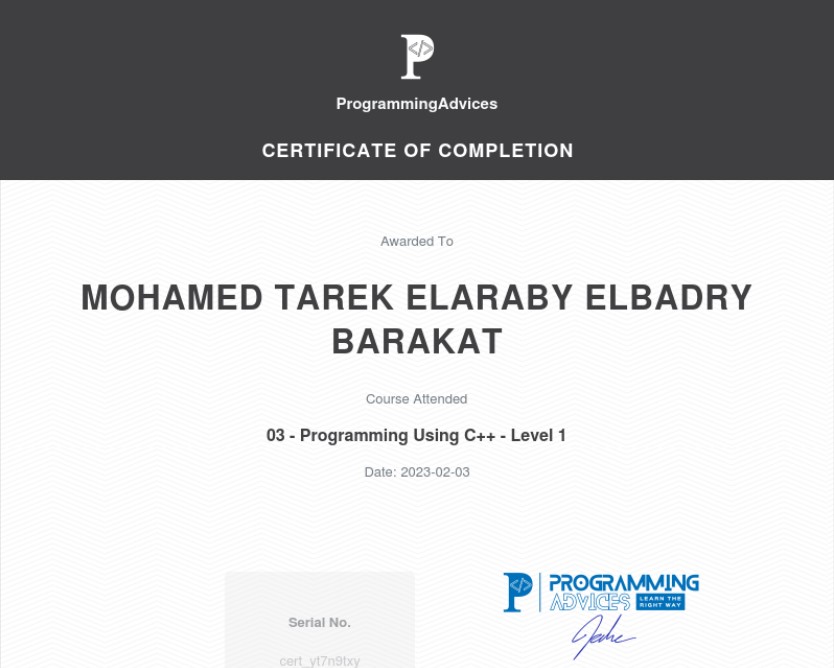 ProgrammingAdvices
CERTIFICATE OF COMPLETION
Awarded To
MOHAMED TAREK ELARABY ELBADRY
BARAKAT
Course Attended
03 - Programming Using C++ - Level 1
Date: 2023-02-03
PROGRAMMING
ADVICES LEARN THE
RIGHT WAY
Serial No.
cert_yt7n9txy